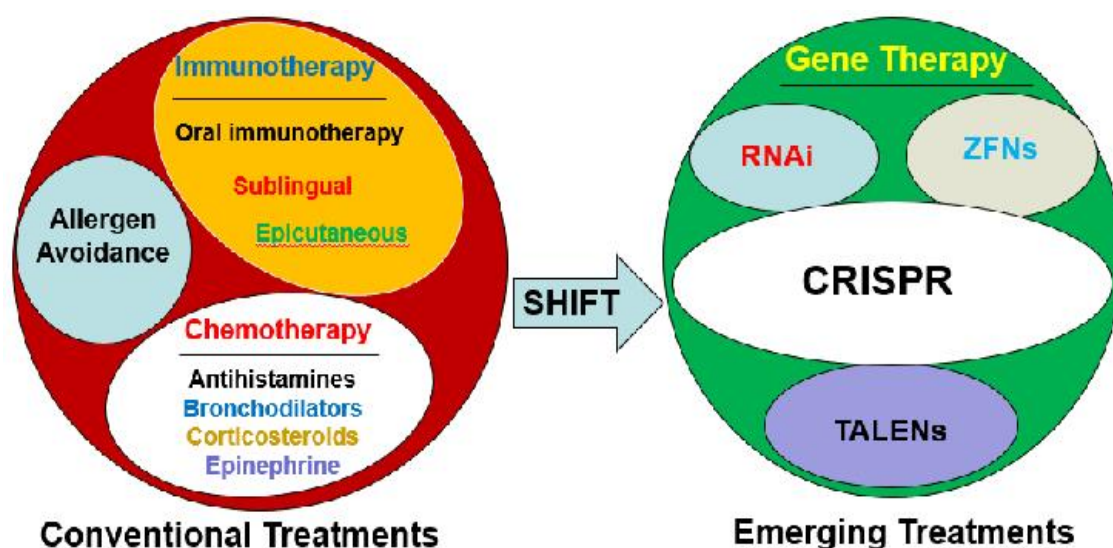 Immunotherapy
Oral immunotherapy
Sublingual
Epicutaneous
Allergen
Avoidance
Chemotherapy
Antihistamines
Bronchodilators
Corticosteroids
Epinephrine
Conventional Treatments
SHIFT
Gene Therapy
RNAi
ZFNs
CRISPR
TALENs
Emerging Treatments